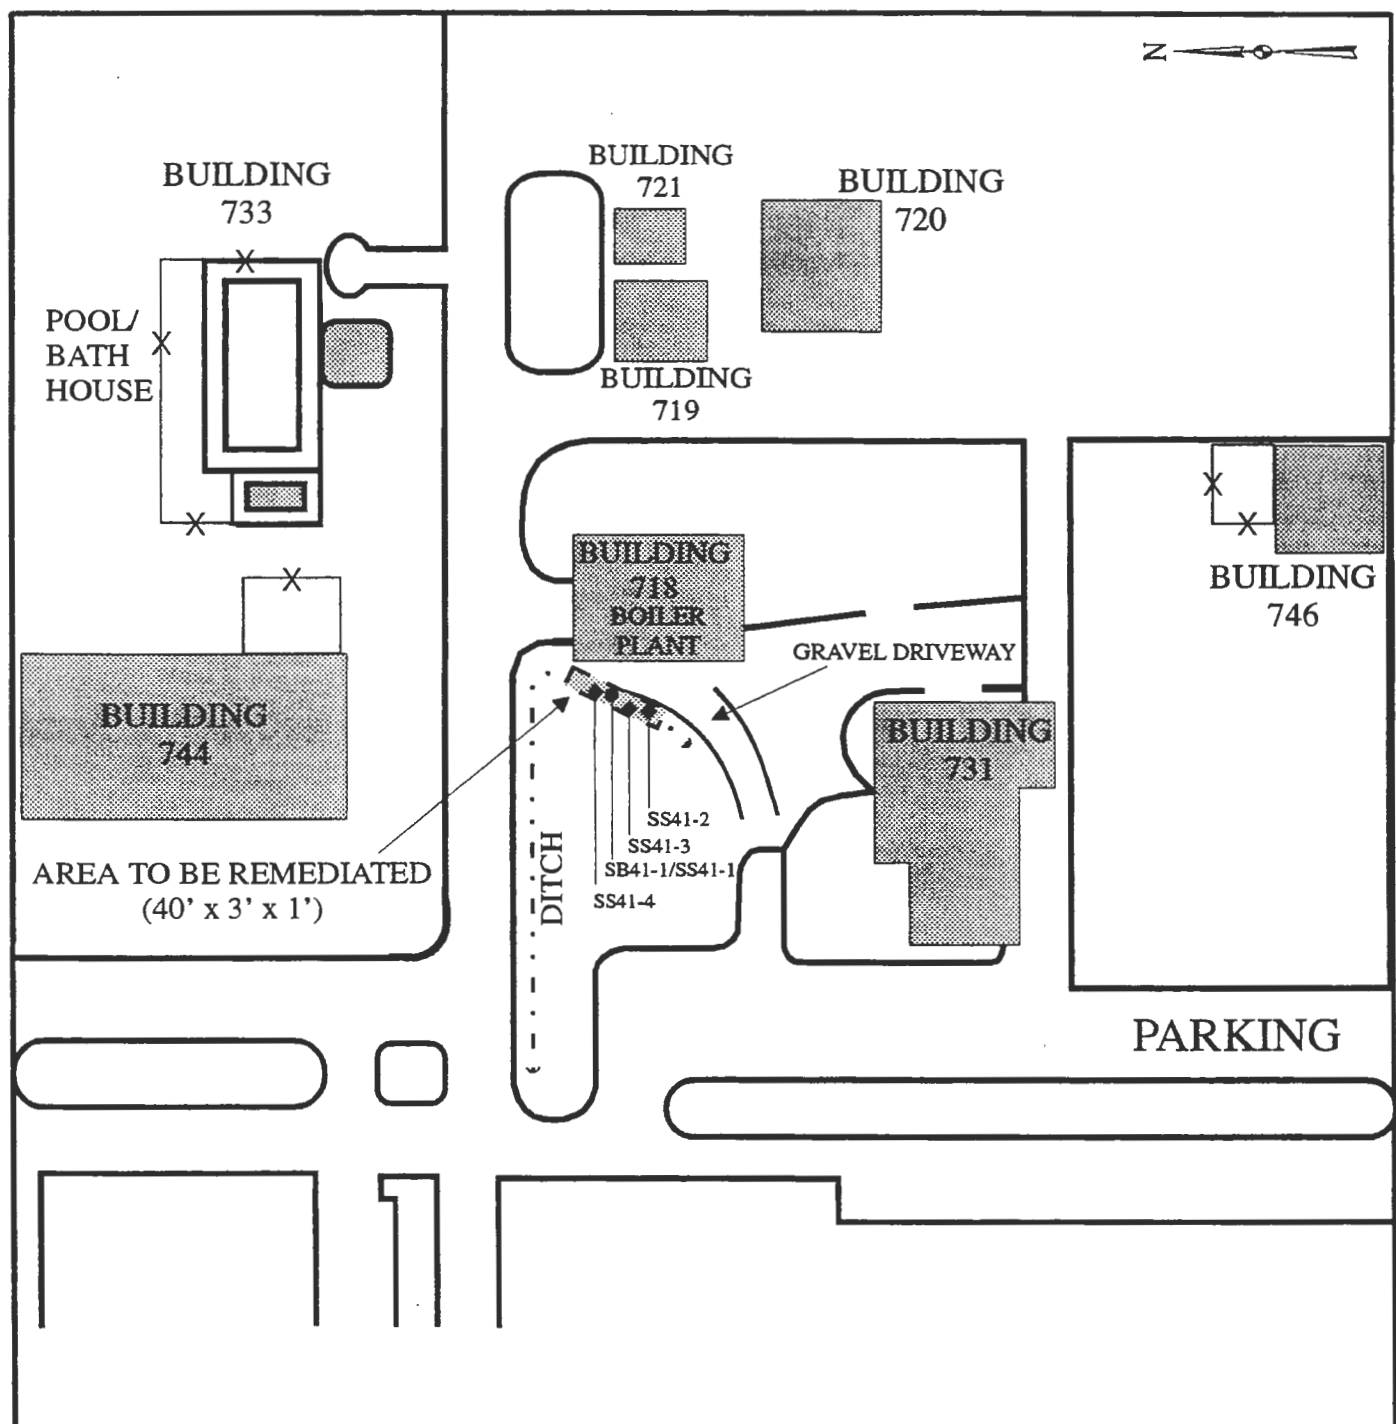 N
BUILDING
721
BUILDING
733
BUILDING
720
POOL/
BATH
HOUSE
BUILDING
719
BUILDING
718
BOILER
PLANT
BUILDING
746
GRAVEL DRIVEWAY
BUILDING
744
BUILDING
731
SS41-2
SS41-3
SB41-1/SS41-1
SS41-4
DITCH
AREA TO BE REMEDIATED
(40’ x 3’ x 1’)
PARKING